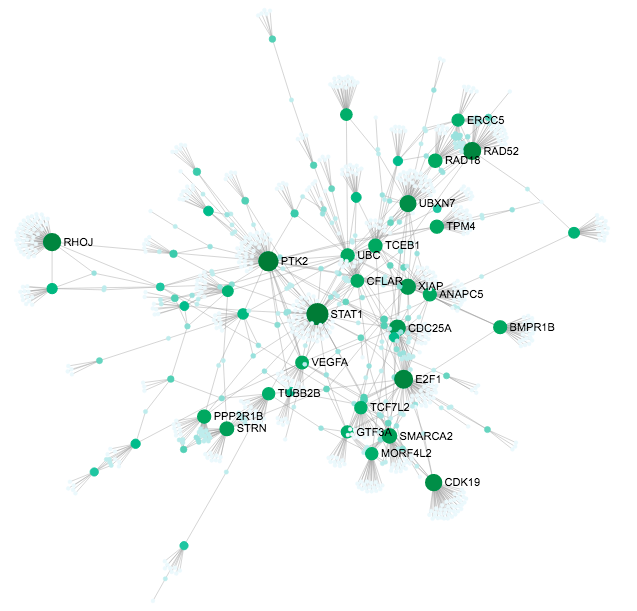 ERCC5
RAD52
RAD18
UBXN7
TPM4
RHOJ
TCEB1
UBC
PTK2
CFLAR
XIAP
ANAPC5
STAT1
CDC25A
BMPR1B
VEGFA
E2F1
TUBB2B
TCF7L2
PPP2R1B
STRN
GTF3A
SMARCA2
MORF4L2
CDK19